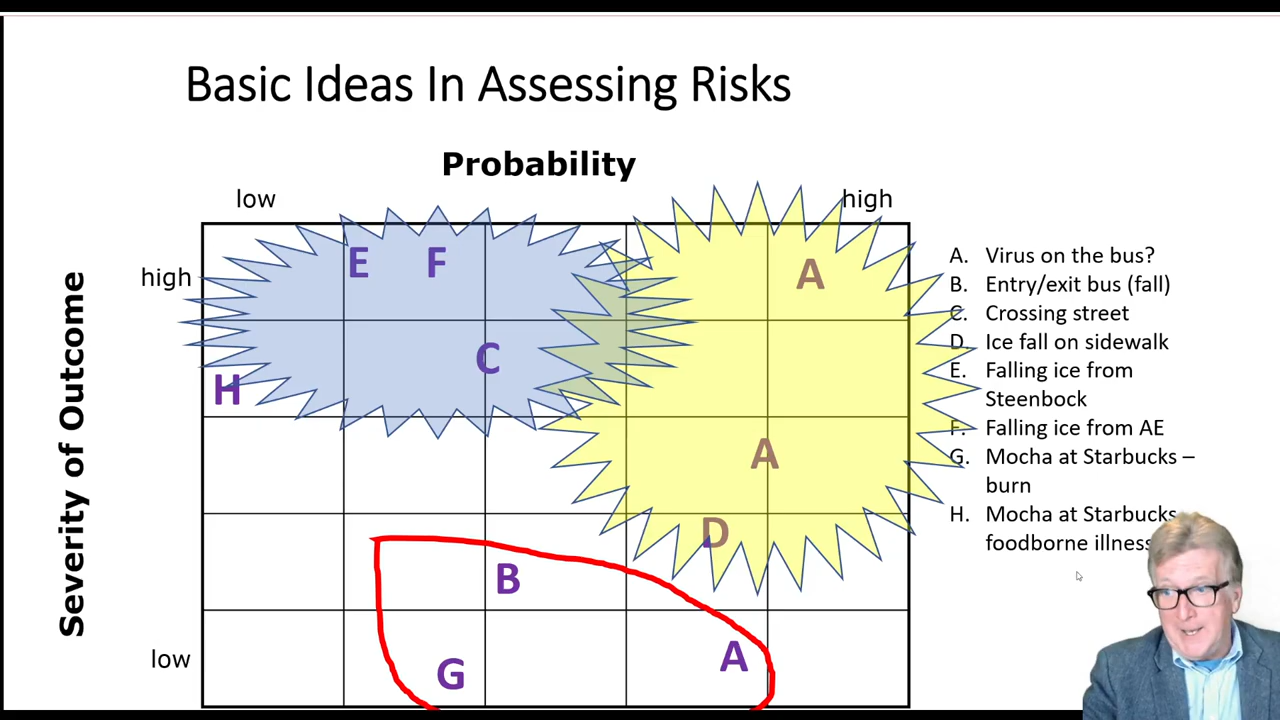 Basic Ideas In Assessing Risks
Probability
low
high
Severity of Outcome
high
low
E
F
A
C
H
A
D
B
G
A
A. Virus on the bus?
B. Entry/exit bus (fall)
C. Crossing street
D. Ice fall on sidewalk
E. Falling ice from
Steenbock
F. Falling ice from AE
G. Mocha at Starbucks –
burn
H. Mocha at Starbucks
foodborne illness